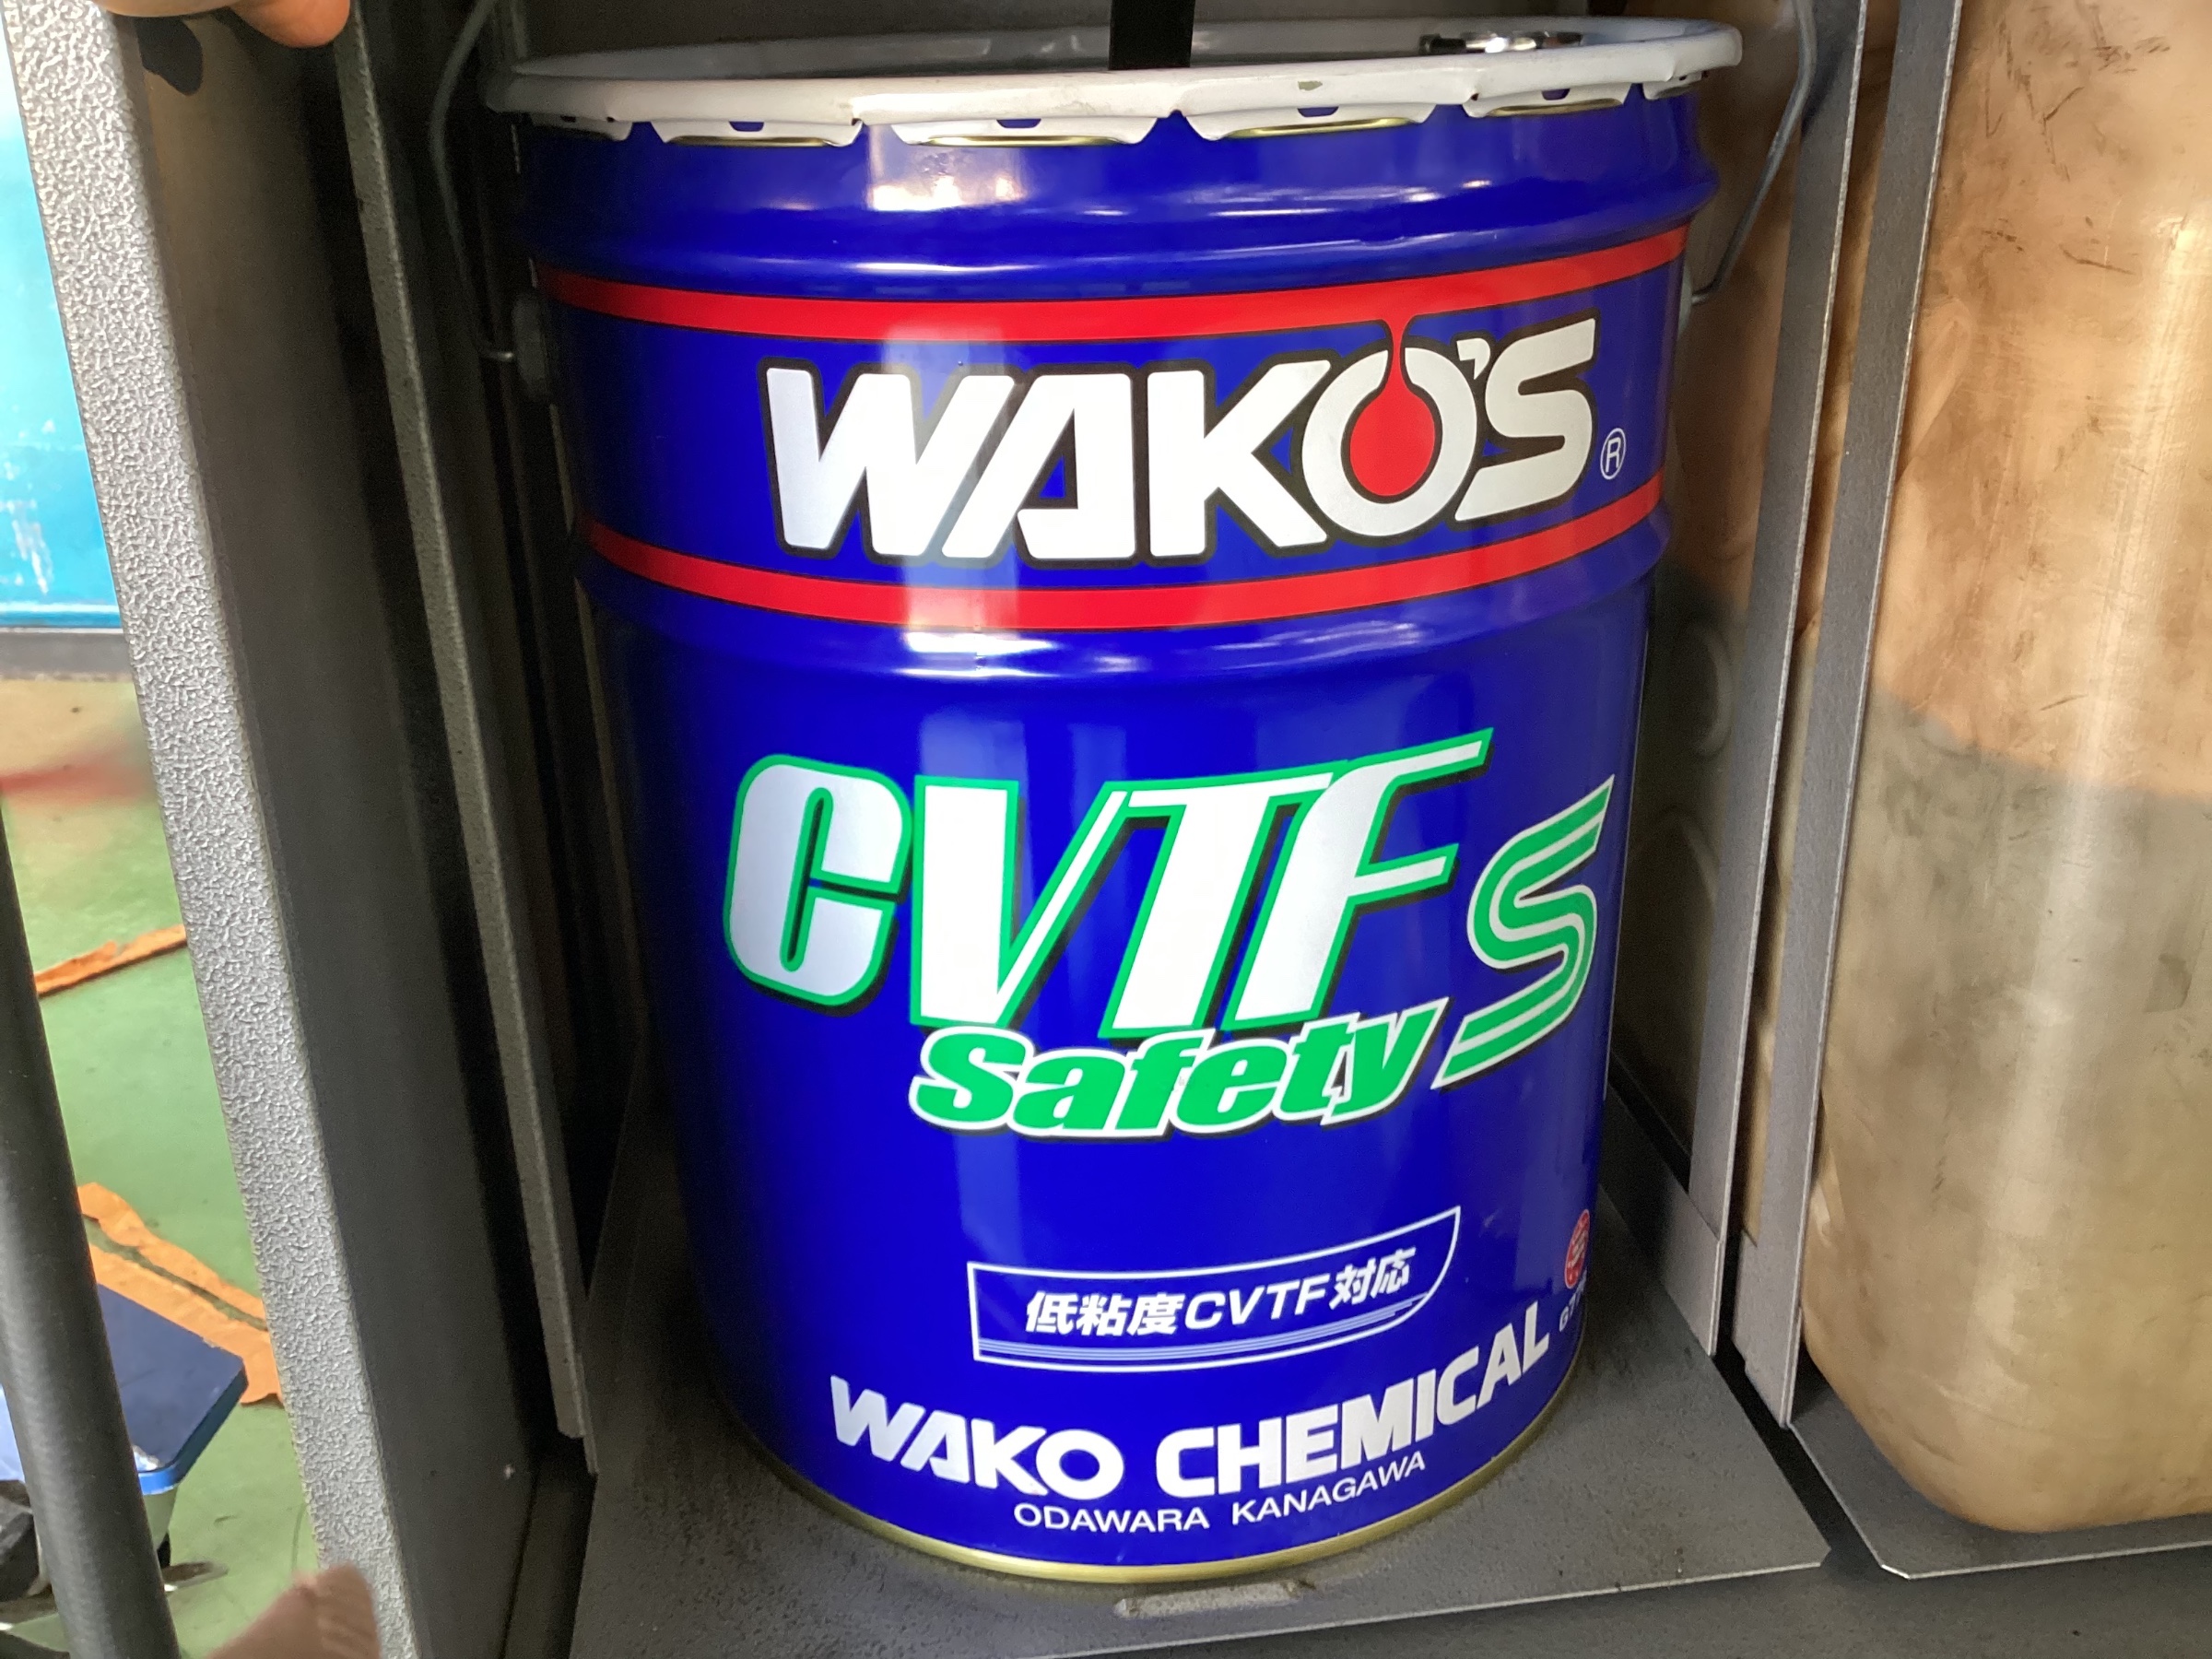 WAKO'S®
CVTF S
Safety
低粘度CVTF対応
WAKO CHEMICAL
ODAWARA KANAGAWA